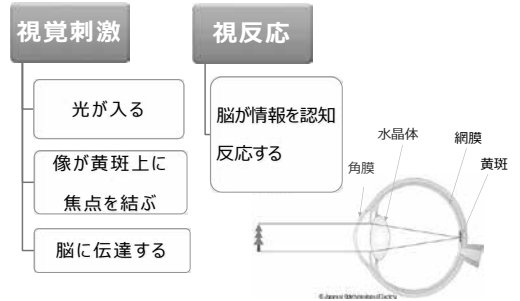 視覚刺激
光が入る
像が黄斑上に
焦点を結ぶ
脳に伝達する
視反応
脳が情報を認知
反応する
水晶体
網膜
角膜
黄斑